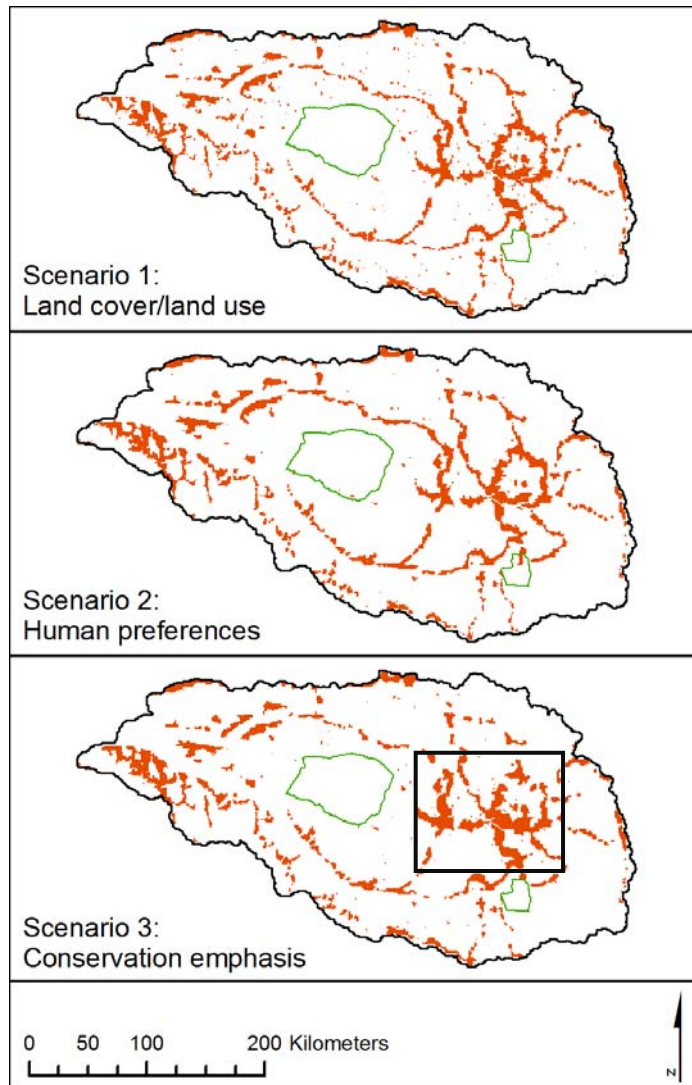 Scenario 1:
Land cover/land use
Scenario 2:
Human preferences
Scenario 3:
Conservation emphasis
0 50 100 200 Kilometers
N